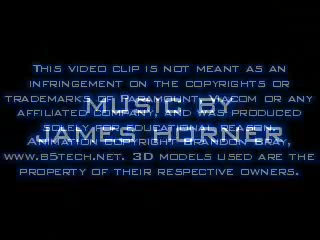 This video clip is not meant as an
infringement on the copyrights or
trademarks of Paramount, Viacom or any
affiliated company, and was produced
solely for educational reason.
Animation copyright Brandon Bray,
www.b5tech.net. 3D models used are the
property of their respective owners.
MUSIC BY
JAMES HORNER